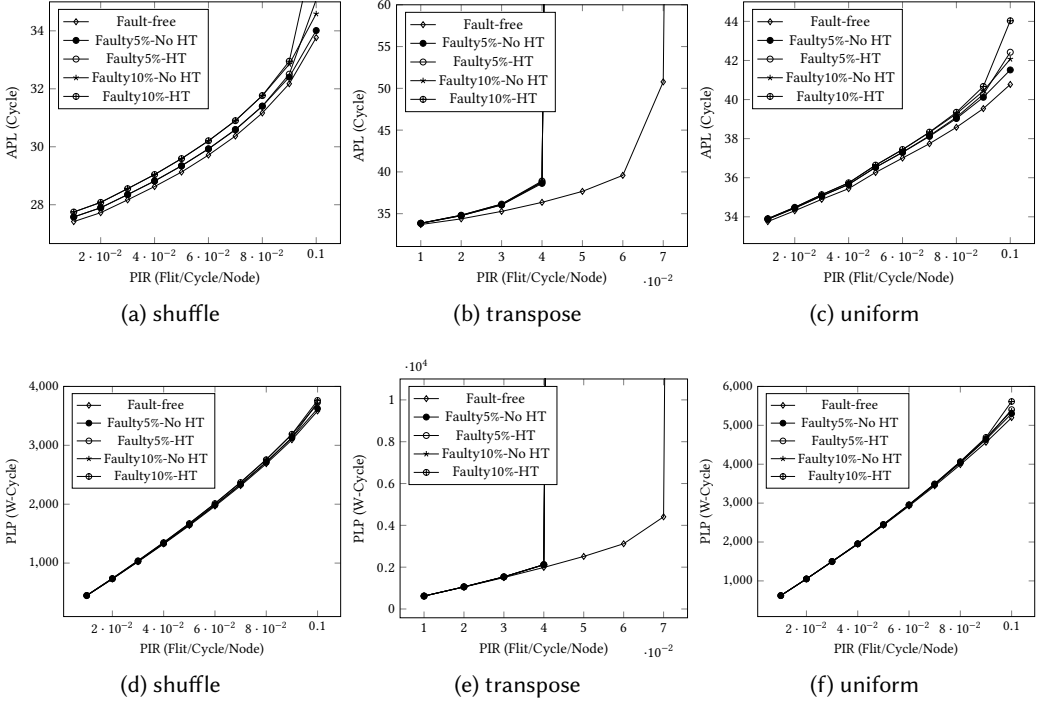 34
32
30
28
APL (Cycle)
Fault-free
Faulty5%-No HT
Faulty5%-HT
Faulty10%-No HT
Faulty10%-HT
2 · 10⁻² 4 · 10⁻² 6 · 10⁻² 8 · 10⁻² 0.1
PIR (Flit/Cycle/Node)
(a) shuffle
60
55
50
45
40
35
APL (Cycle)
Fault-free
Faulty5%-No HT
Faulty5%-HT
Faulty10%-No HT
Faulty10%-HT
1 2 3 4 5 6 7
·10⁻²
PIR (Flit/Cycle/Node)
(b) transpose
44
42
40
38
36
34
APL (Cycle)
Fault-free
Faulty5%-No HT
Faulty5%-HT
Faulty10%-No HT
Faulty10%-HT
2 · 10⁻² 4 · 10⁻² 6 · 10⁻² 8 · 10⁻² 0.1
PIR (Flit/Cycle/Node)
(c) uniform
4,000
3,000
2,000
1,000
PLP (W-Cycle)
Fault-free
Faulty5%-No HT
Faulty5%-HT
Faulty10%-No HT
Faulty10%-HT
2 · 10⁻² 4 · 10⁻² 6 · 10⁻² 8 · 10⁻² 0.1
PIR (Flit/Cycle/Node)
(d) shuffle
·10⁴
1
0.8
0.6
0.4
0.2
0
PLP (W-Cycle)
Fault-free
Faulty5%-No HT
Faulty5%-HT
Faulty10%-No HT
Faulty10%-HT
1 2 3 4 5 6 7
·10⁻²
PIR (Flit/Cycle/Node)
(e) transpose
6,000
5,000
4,000
3,000
2,000
1,000
PLP (W-Cycle)
Fault-free
Faulty5%-No HT
Faulty5%-HT
Faulty10%-No HT
Faulty10%-HT
2 · 10⁻² 4 · 10⁻² 6 · 10⁻² 8 · 10⁻² 0.1
PIR (Flit/Cycle/Node)
(f) uniform